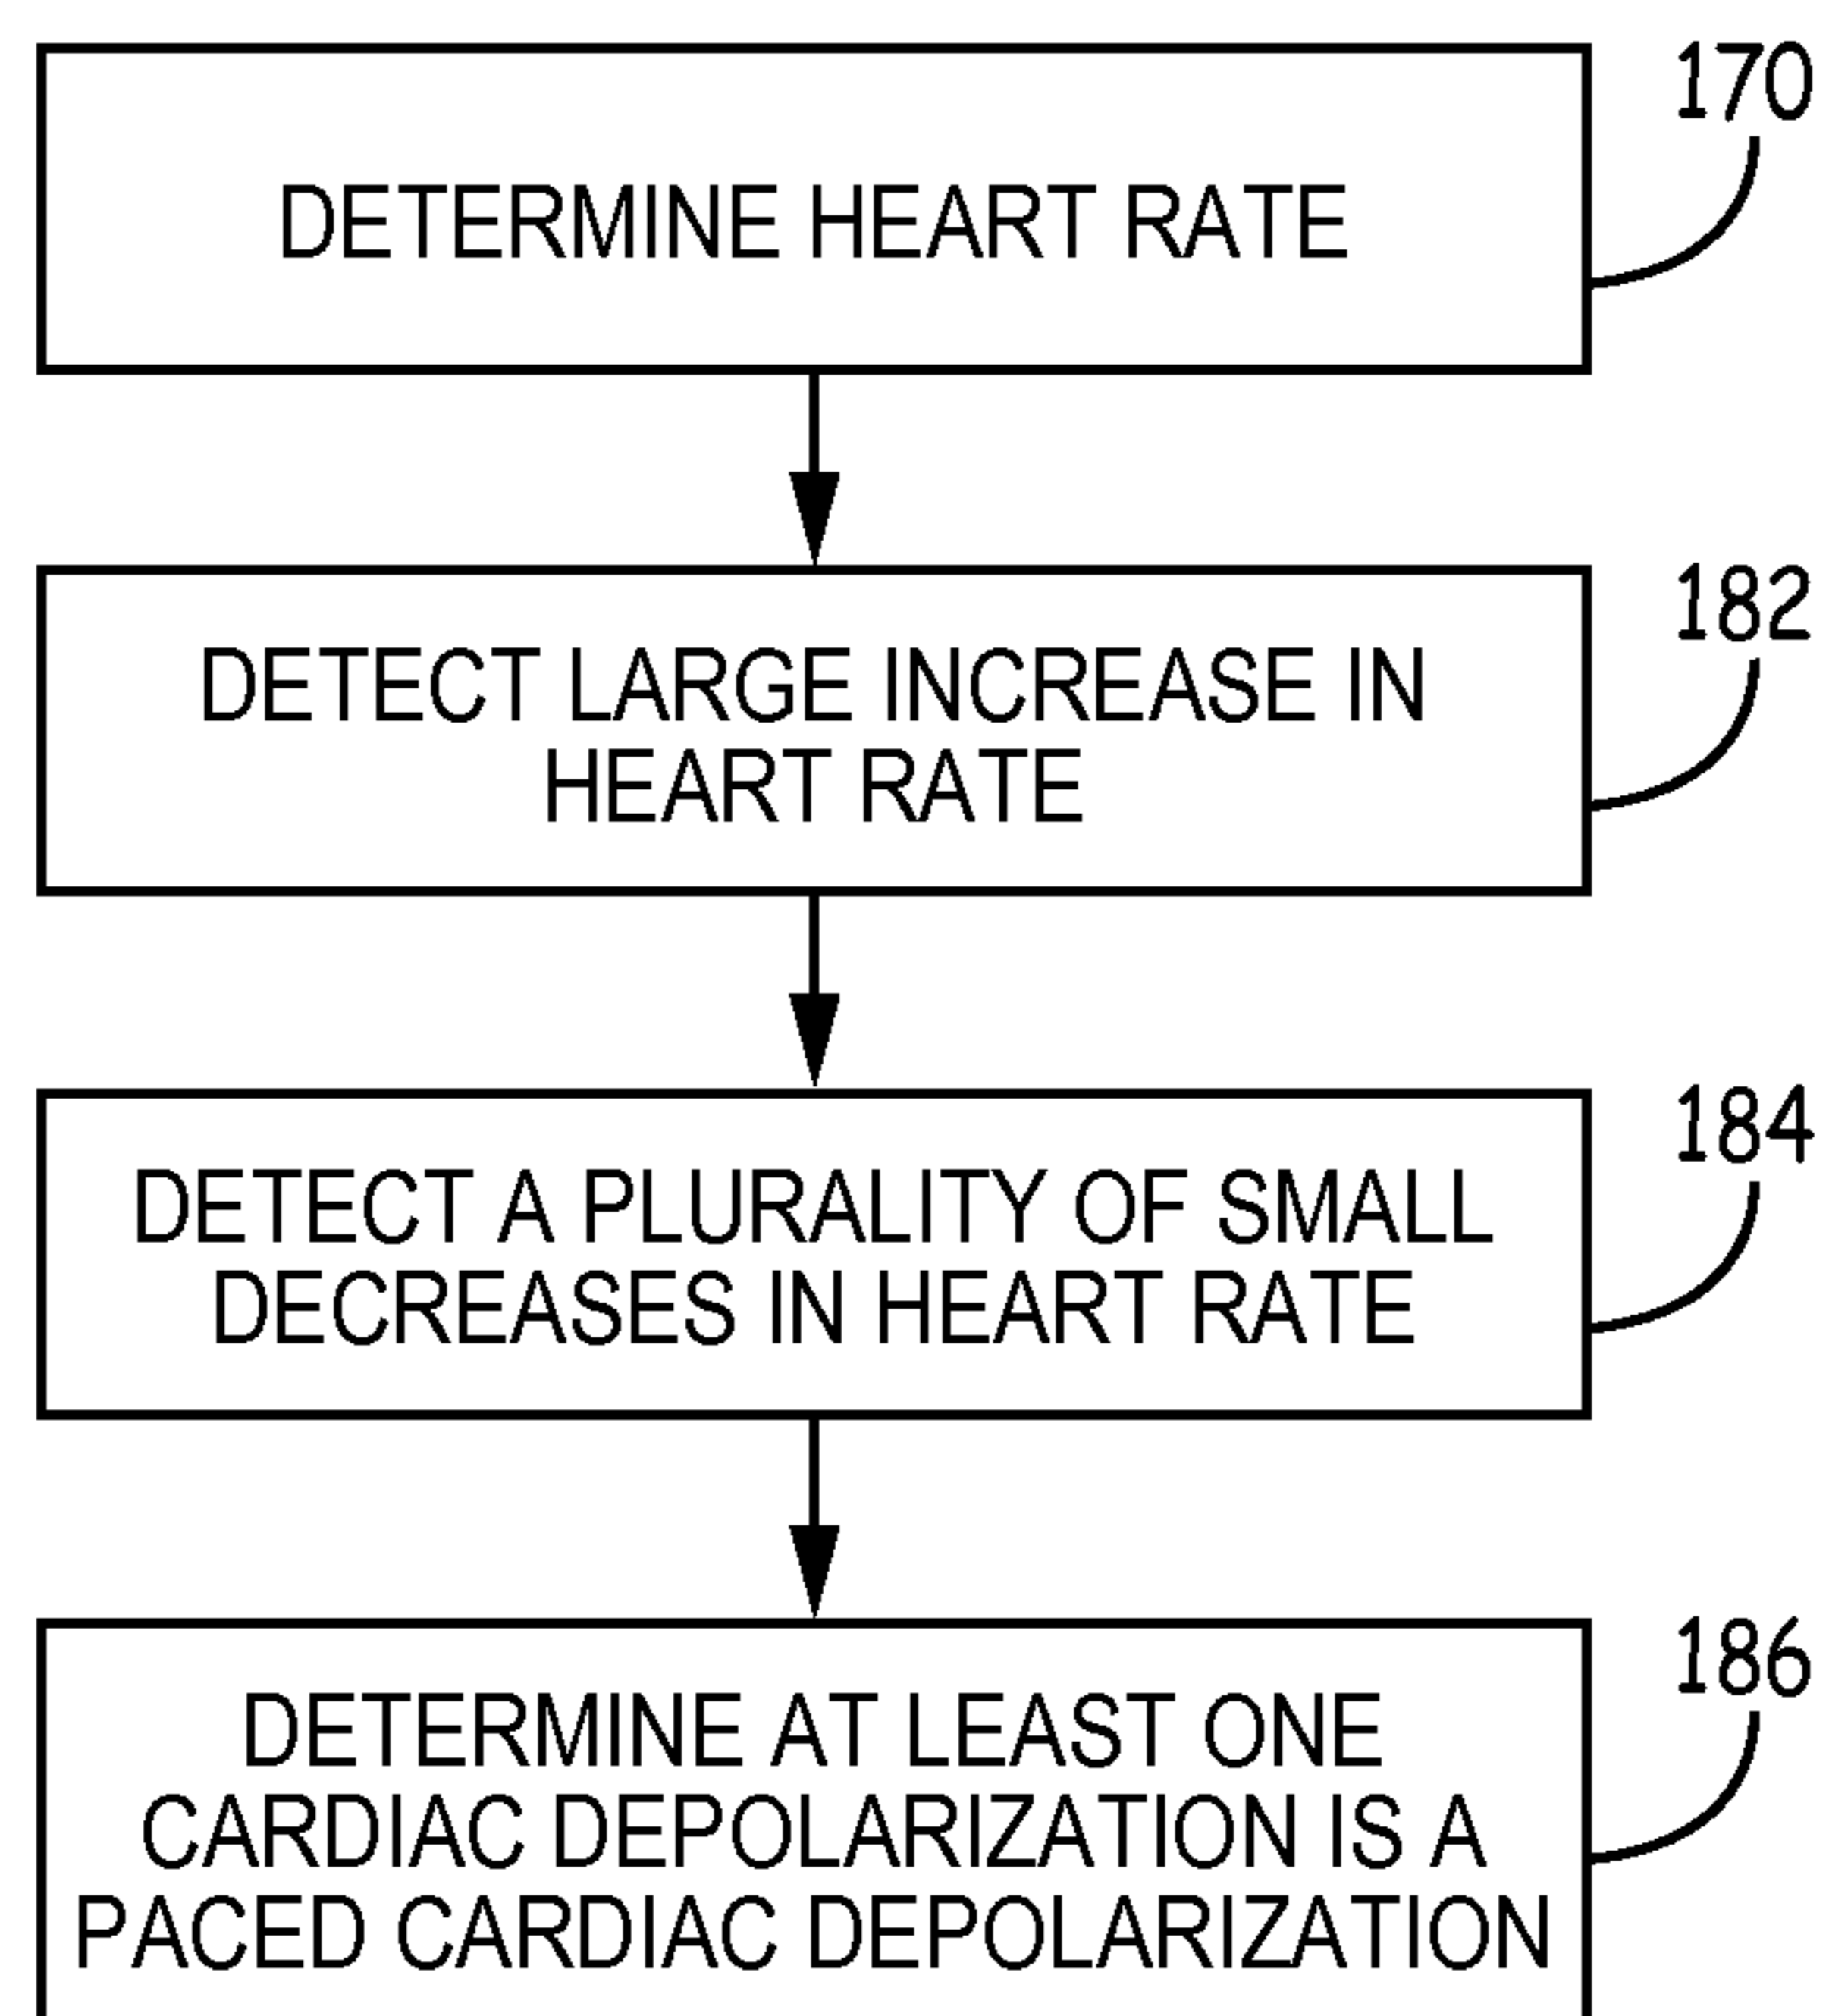 170
DETERMINE HEART RATE
182
DETECT LARGE INCREASE IN
HEART RATE
184
DETECT A PLURALITY OF SMALL
DECREASES IN HEART RATE
186
DETERMINE AT LEAST ONE
CARDIAC DEPOLARIZATION IS A
PACED CARDIAC DEPOLARIZATION